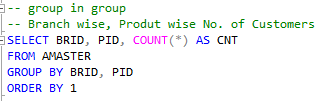 -- group in group
-- Branch wise, Produt wise No. of Customers
SELECT BRID, PID, COUNT(*) AS CNT
FROM AMASTER
GROUP BY BRID, PID
ORDER BY 1